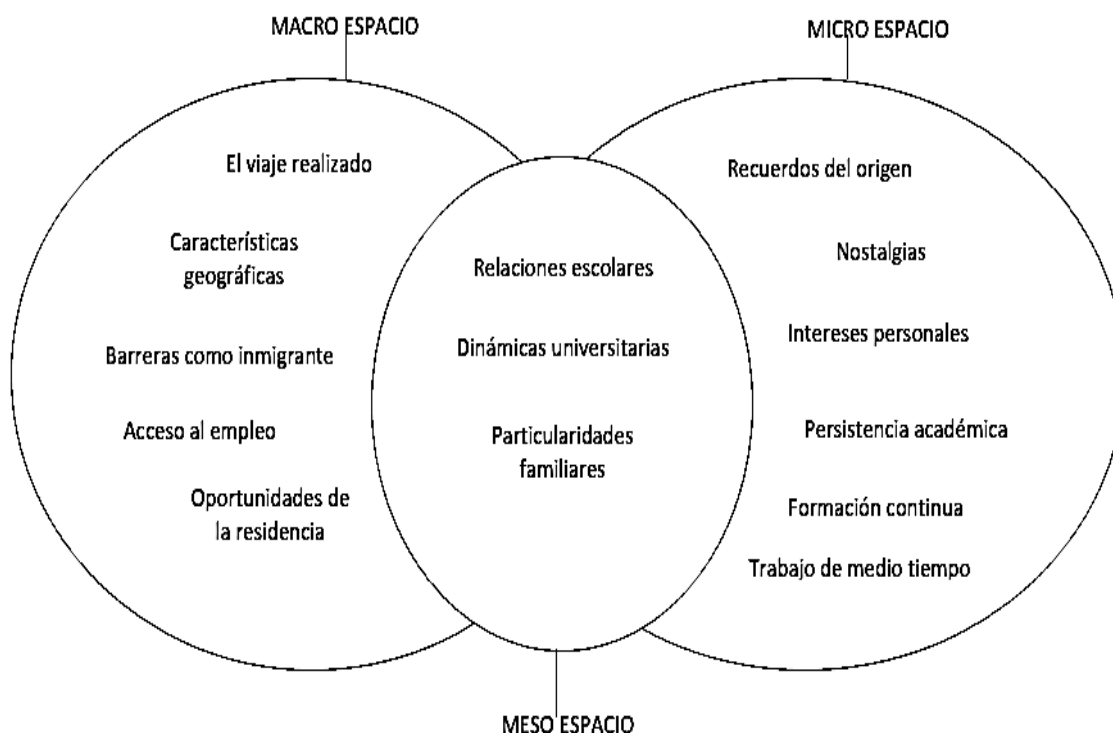 MACRO ESPACIO
El viaje realizado
Características
geográficas
Barreras como inmigrante
Acceso al empleo
Oportunidades de
la residencia
Relaciones escolares
Dinámicas universitarias
Particularidades
familiares
MESO ESPACIO
MICRO ESPACIO
Recuerdos del origen
Nostalgias
Intereses personales
Persistencia académica
Formación continua
Trabajo de medio tiempo